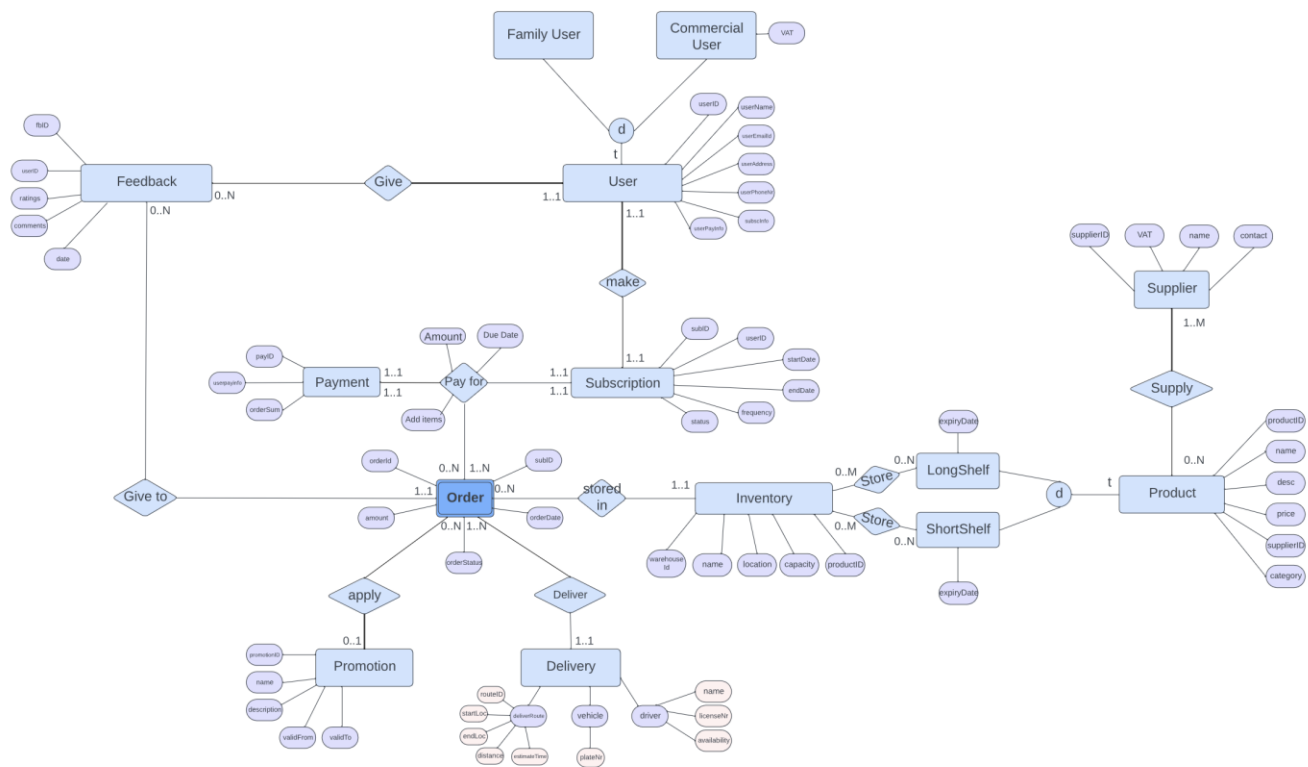 Family User
Commercial
User
VAT
d
t
userID
userName
userEmailId
userAddress
userPhoneNr
subscInfo
userPayInfo
User
1..1
1..1
Give
fbID
userID
ratings
comments
date
Feedback
0..N
0..N
make
supplierID
VAT
name
contact
Supplier
1..M
Supply
0..N
Amount
Due Date
payID
userpayinfo
orderSum
Payment
1..1
1..1
Pay for
Add items
1..1
1..1
1..1
Subscription
subID
userID
startDate
endDate
frequency
status
0..N
1..N
orderId
subID
Give to
1..1
Order
0..N
amount
orderDate
0..N
1..N
orderStatus
stored
in
1..1
Inventory
0..M
0..M
Store
Store
0..N
0..N
expiryDate
LongShelf
ShortShelf
expiryDate
d
t
Product
productID
name
desc
price
supplierID
category
warehouse
Id
name
location
capacity
productID
apply
Deliver
0..1
1..1
promotionID
name
description
validFrom
validTo
Promotion
Delivery
routeID
startLoc
endLoc
distance
estimateTime
deliverRoute
vehicle
plateNr
driver
name
licenseNr
availability